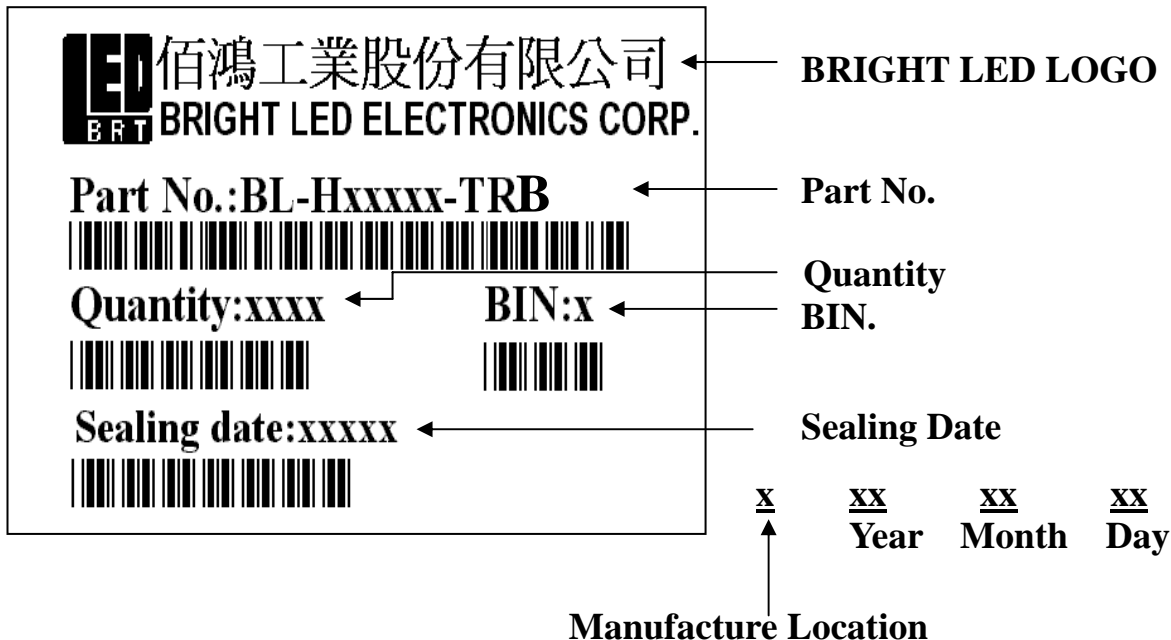 LED 佰鴻工業股份有限公司 BRIGHT LED LOGO
BRT BRIGHT LED ELECTRONICS CORP.
Part No.:BL-Hxxxxx-TRB Part No.
Quantity
Quantity:xxxx BIN:x BIN.
Sealing date:xxxxx Sealing Date
x xx xx xx
Year Month Day
Manufacture Location